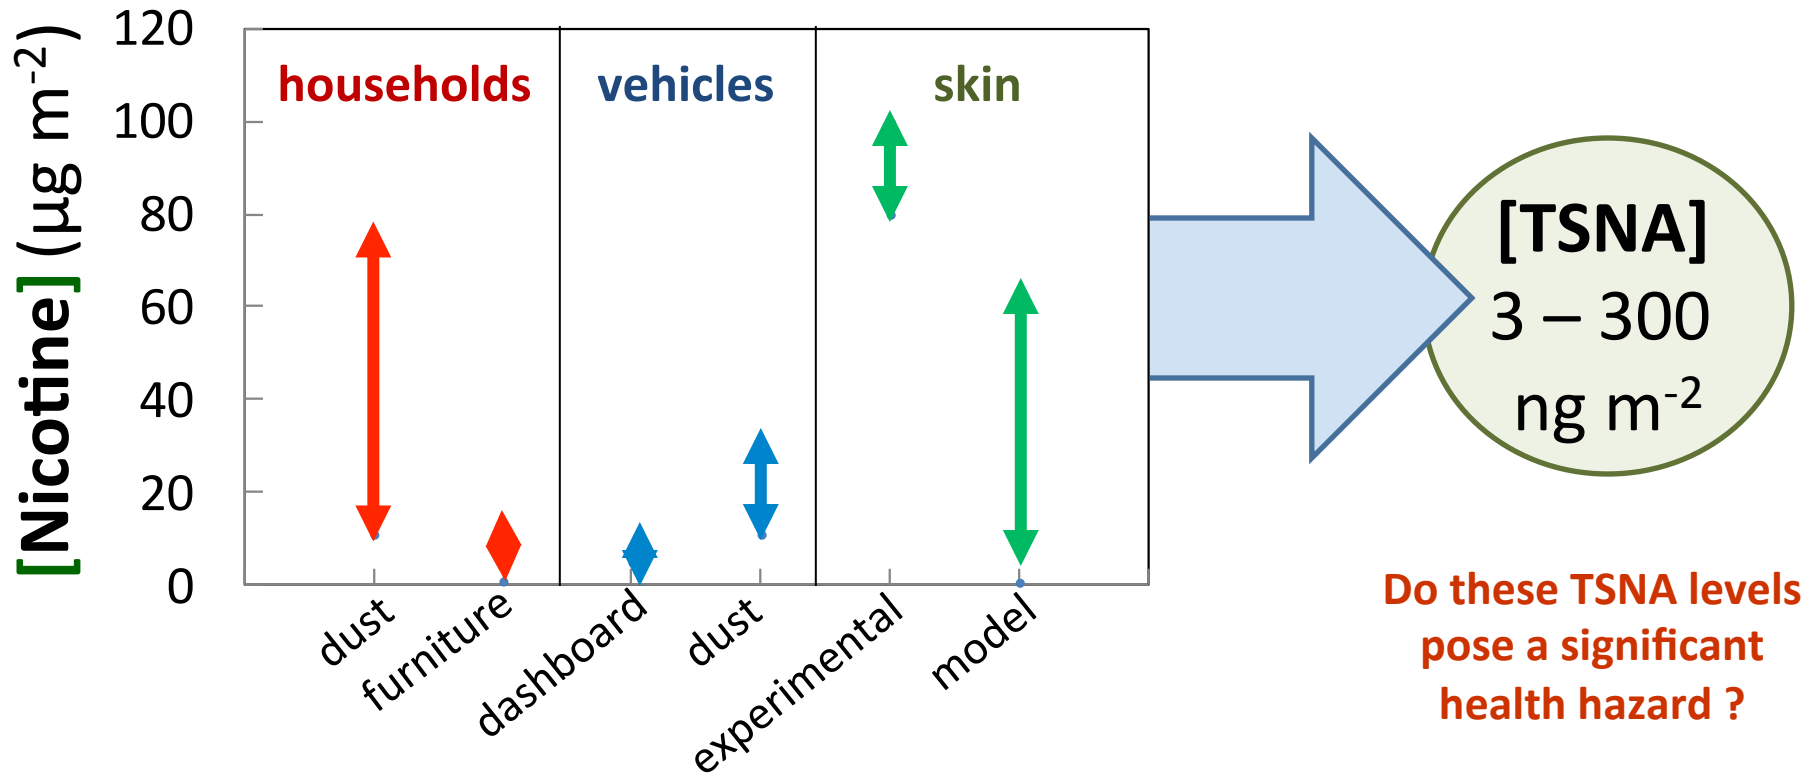 [Nicotine] (µg m⁻²)
120
100
80
60
40
20
0
households
vehicles
skin
dust
furniture
dashboard
dust
experimental
model
[TSNA]
3 – 300
ng m⁻²
Do these TSNA levels
pose a significant
health hazard ?